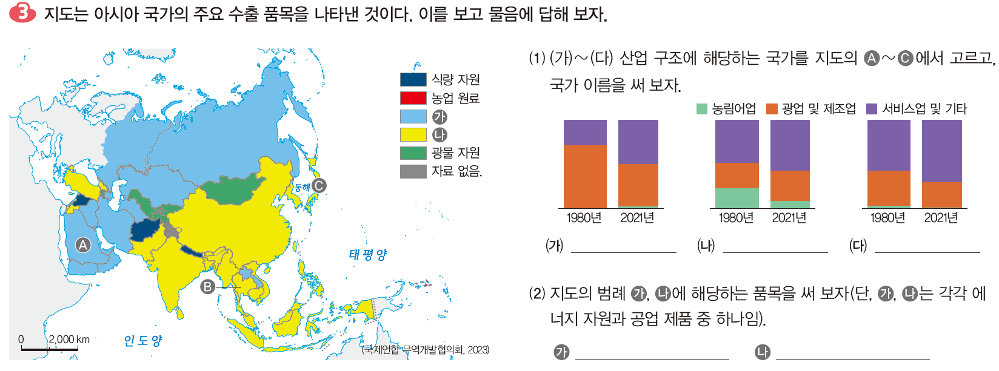 3 지도는 아시아 국가의 주요 수출 품목을 나타낸 것이다. 이를 보고 물음에 답해 보자.
식량 자원
농업 원료
가
나
광물 자원
자료 없음.
동해
A
B
C
태평양
인도양
0 2,000 km
(국제연합 무역개발협의회, 2023)
(1) (가)~(다) 산업 구조에 해당하는 국가를 지도의 A~C에서 고르고,
국가 이름을 써 보자.
농림어업 광업 및 제조업 서비스업 및 기타
1980년 2021년 1980년 2021년 1980년 2021년
(가) (나) (다)
(2) 지도의 범례 가, 나에 해당하는 품목을 써 보자(단, 가, 나는 각각 에
너지 자원과 공업 제품 중 하나임).
가 나